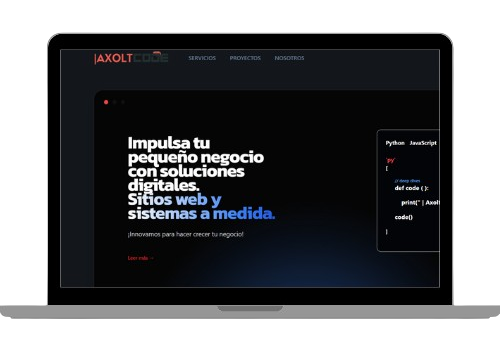 |AXOLTCODE
SERVICIOS PROYECTOS NOSOTROS
Impulsa tu
pequeño negocio
con soluciones
digitales.
Sitios web y
sistemas a medida.
¡Innovamos para hacer crecer tu negocio!
Leer más
Python JavaScript
'py'
[
// deep dives
def code ( ):
print(" | Axol
code()
]